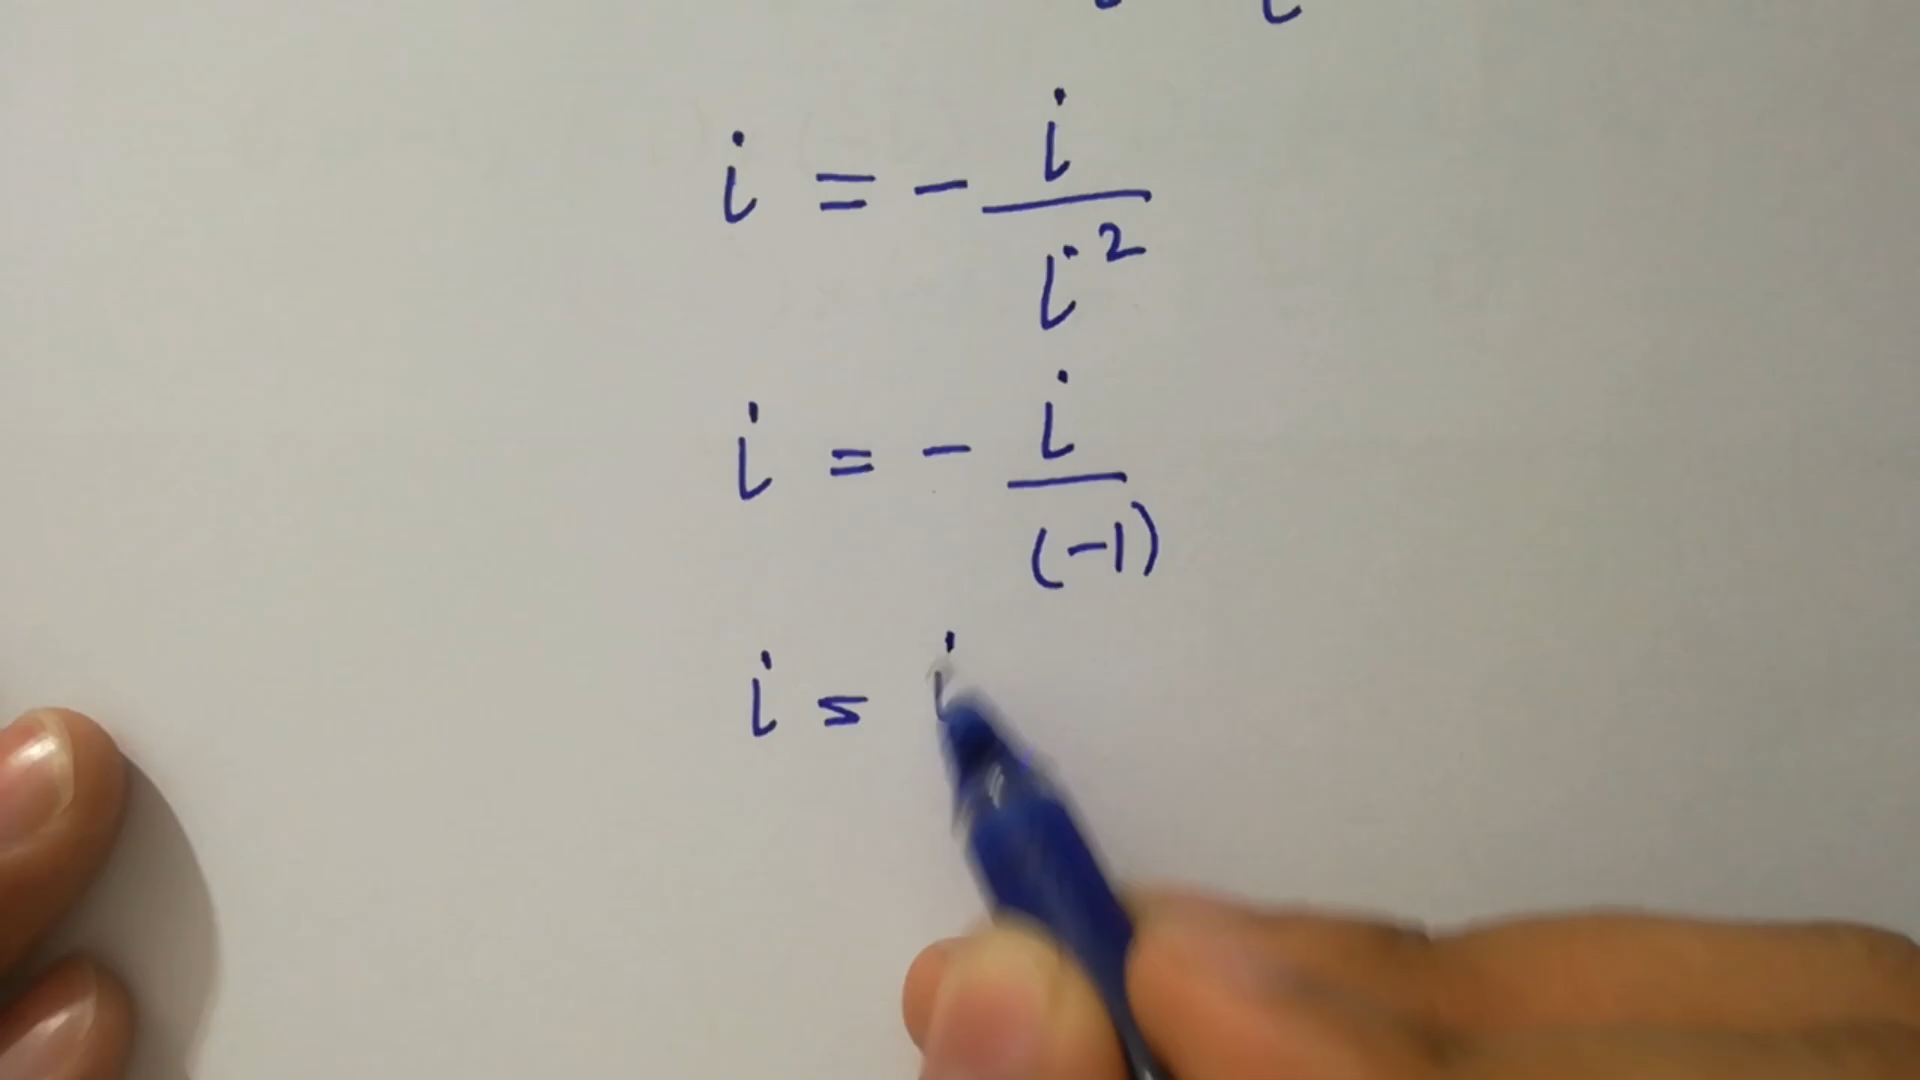 i = - i / i²
i = - i / (-1)
i = i